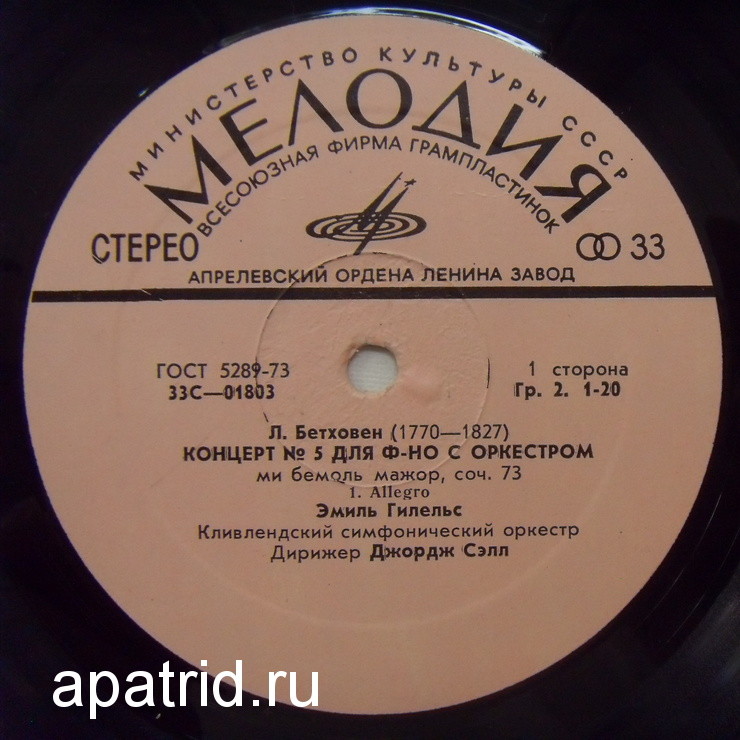 МИНИСТЕРСТВО КУЛЬТУРЫ СССР
МЕЛОДИЯ
ВСЕСОЮЗНАЯ ФИРМА ГРАМПЛАСТИНОК
СТЕРЕО 33
АПРЕЛЕВСКИЙ ОРДЕНА ЛЕНИНА ЗАВОД
ГОСТ 5289-73 1 сторона
33С—01803 Гр. 2. 1-20
Л. Бетховен (1770—1827)
КОНЦЕРТ № 5 ДЛЯ Ф-НО С ОРКЕСТРОМ
ми бемоль мажор, соч. 73
1. Allegro
Эмиль Гилельс
Кливлендский симфонический оркестр
Дирижер Джордж Сэлл
apatrid.ru